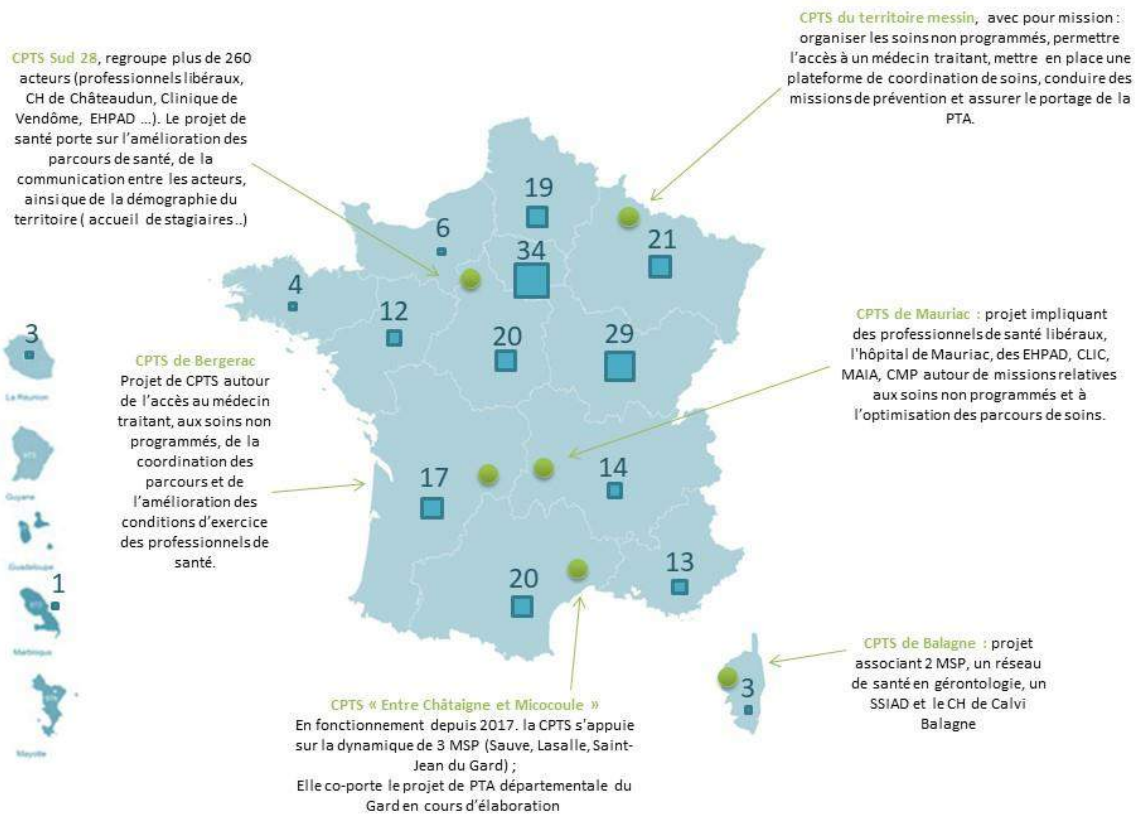 CPTS du territoire messin, avec pour mission :
organiser les soins non programmés, permettre
l'accès à un médecin traitant, mettre en place une
plateforme de coordination de soins, conduire des
missions de prévention et assurer le portage de la
PTA.
CPTS Sud 28, regroupe plus de 260
acteurs (professionnels libéraux,
CH de Châteaudun, Clinique de
Vendôme, EHPAD ...). Le projet de
santé porte sur l'amélioration des
parcours de santé, de la
communication entre les acteurs,
ainsi que de la démographie du
territoire ( accueil de stagiaires..)
19
6
34
21
4
12
20
29
3
La Réunion
CPTS de Mauriac : projet impliquant
des professionnels de santé libéraux,
l'hôpital de Mauriac, des EHPAD, CLIC,
MAIA, CMP autour de missions relatives
aux soins non programmés et à
l'optimisation des parcours de soins.
CPTS de Bergerac
Projet de CPTS autour
de l'accès au médecin
traitant, aux soins non
programmés, de la
coordination des
parcours et de
l'amélioration des
conditions d'exercice
des professionnels de
santé.
Guyane
17
14
Guadeloupe
1
Martinique
20
13
Mayotte
3
CPTS de Balagne : projet
associant 2 MSP, un réseau
de santé en gérontologie, un
SSIAD et le CH de Calvi
Balagne
CPTS « Entre Châtaigne et Micocoule »
En fonctionnement depuis 2017. la CPTS s'appuie
sur la dynamique de 3 MSP (Sauve, Lasalle, Saint-
Jean du Gard) ;
Elle co-porte le projet de PTA départementale du
Gard en cours d'élaboration